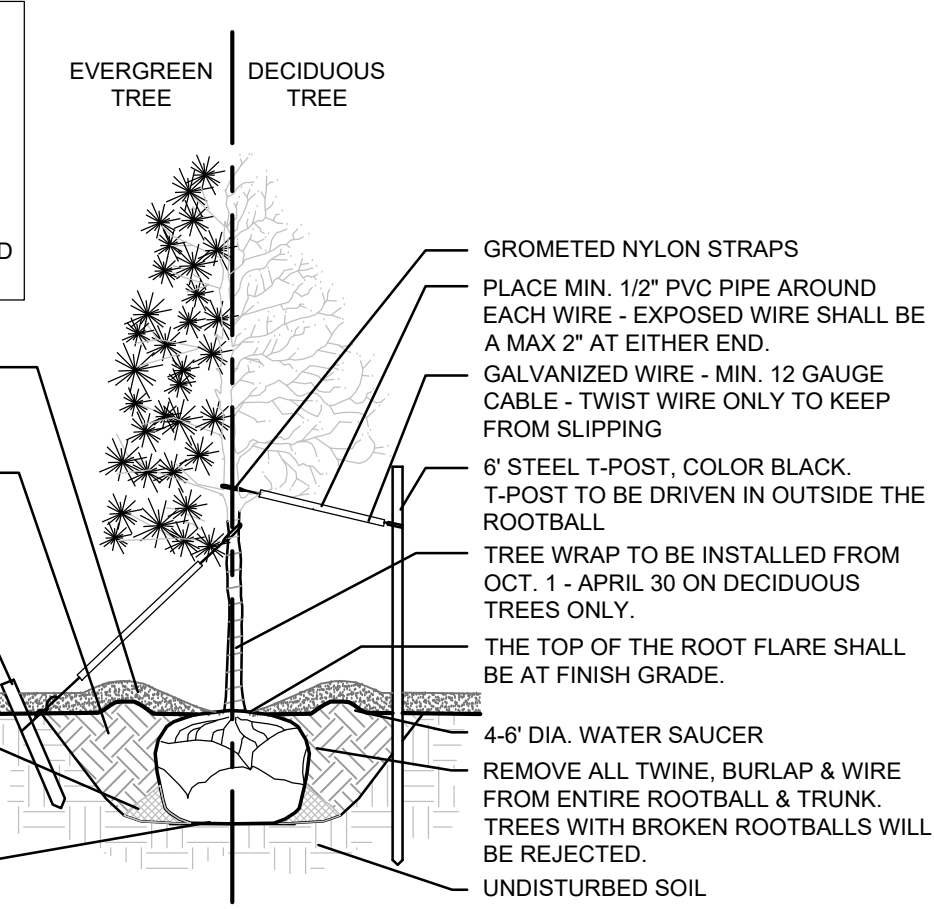 EVERGREEN
TREE
DECIDUOUS
TREE
D
GROMETED NYLON STRAPS
PLACE MIN. 1/2" PVC PIPE AROUND
EACH WIRE - EXPOSED WIRE SHALL BE
A MAX 2" AT EITHER END.
GALVANIZED WIRE - MIN. 12 GAUGE
CABLE - TWIST WIRE ONLY TO KEEP
FROM SLIPPING
6' STEEL T-POST, COLOR BLACK.
T-POST TO BE DRIVEN IN OUTSIDE THE
ROOTBALL
TREE WRAP TO BE INSTALLED FROM
OCT. 1 - APRIL 30 ON DECIDUOUS
TREES ONLY.
THE TOP OF THE ROOT FLARE SHALL
BE AT FINISH GRADE.
4-6' DIA. WATER SAUCER
REMOVE ALL TWINE, BURLAP & WIRE
FROM ENTIRE ROOTBALL & TRUNK.
TREES WITH BROKEN ROOTBALLS WILL
BE REJECTED.
UNDISTURBED SOIL